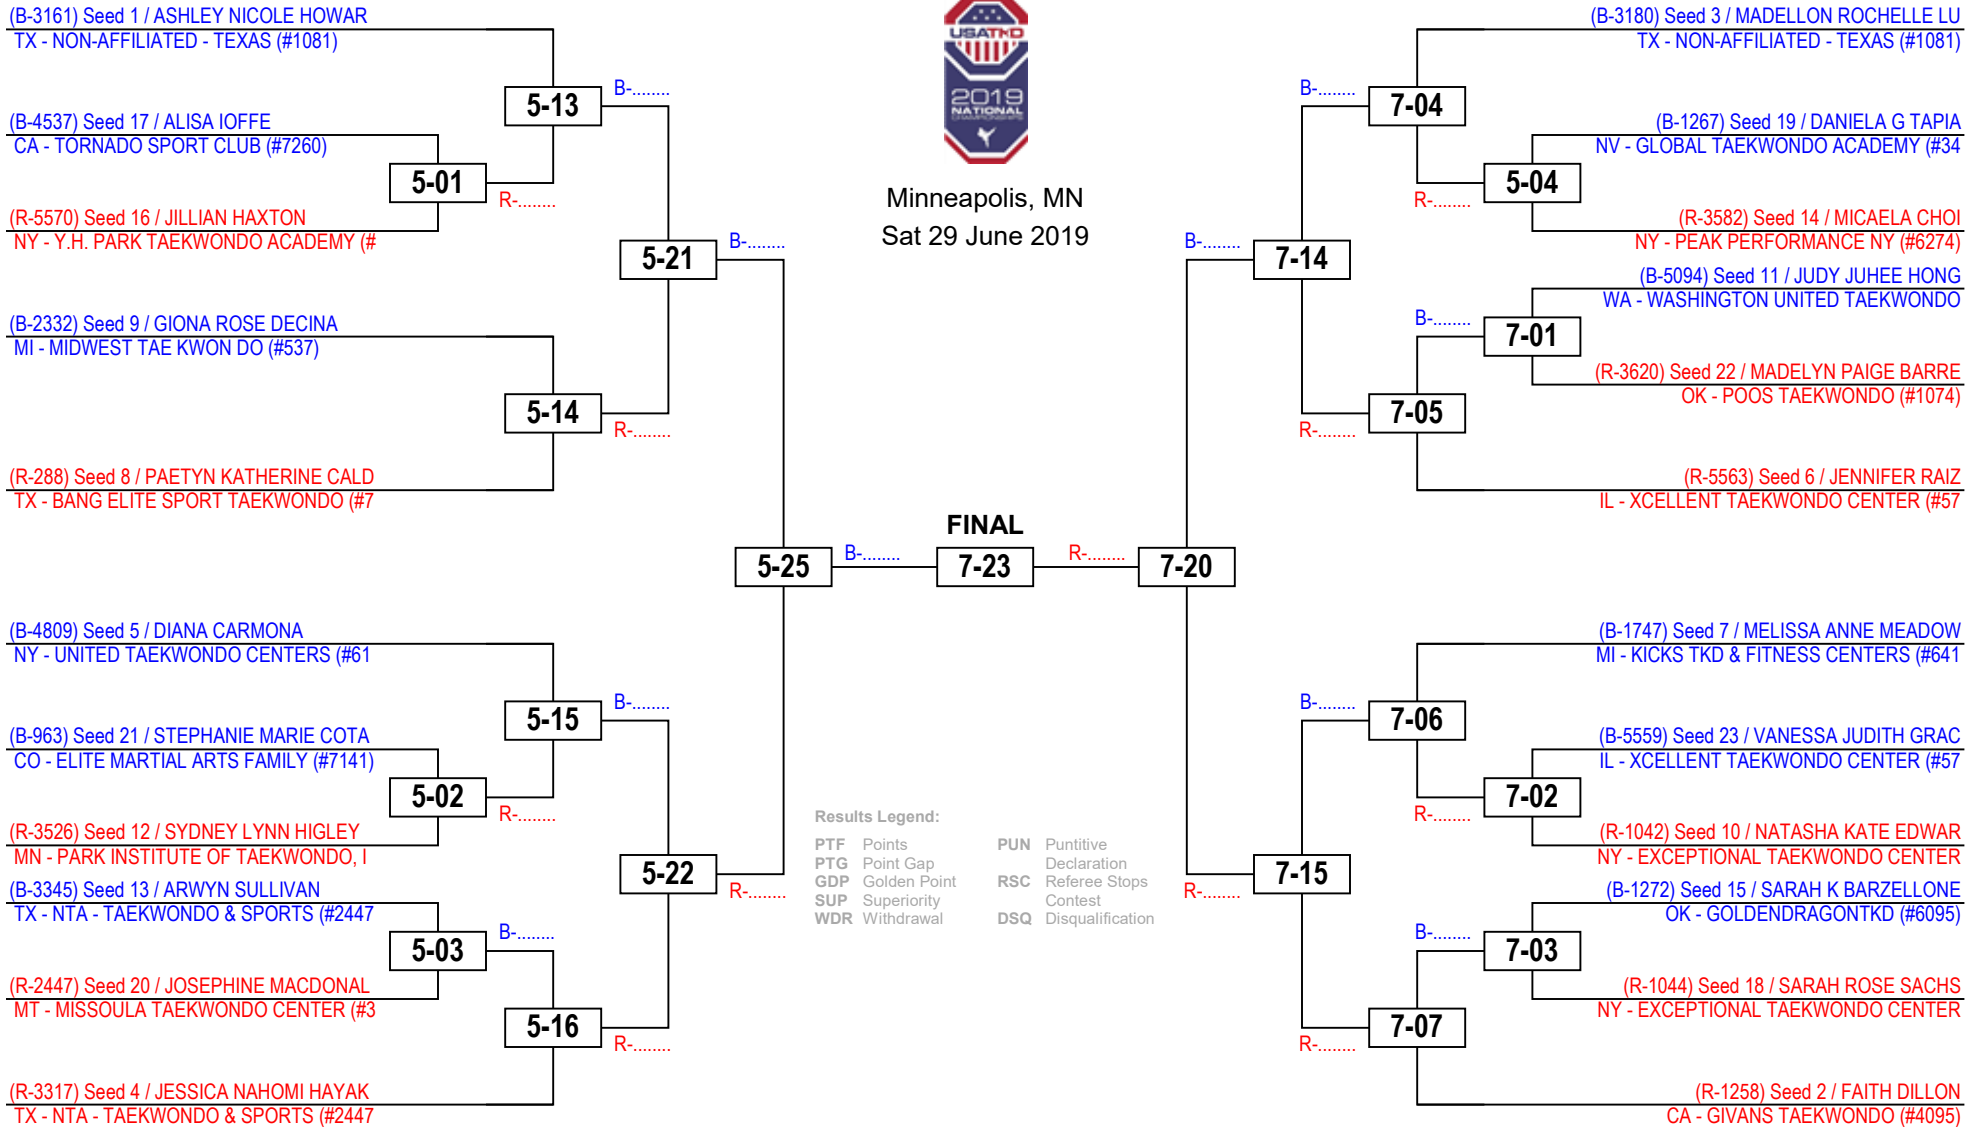 (B-3161) Seed 1 / ASHLEY NICOLE HOWAR
TX - NON-AFFILIATED - TEXAS (#1081)
5-13
B-........
(B-4537) Seed 17 / ALISA IOFFE
CA - TORNADO SPORT CLUB (#7260)
5-01
R-........
(R-5570) Seed 16 / JILLIAN HAXTON
NY - Y.H. PARK TAEKWONDO ACADEMY (#
5-21
B-........
(B-2332) Seed 9 / GIONA ROSE DECINA
MI - MIDWEST TAE KWON DO (#537)
5-14
R-........
(R-288) Seed 8 / PAETYN KATHERINE CALD
TX - BANG ELITE SPORT TAEKWONDO (#7
5-25
B-........
(B-4809) Seed 5 / DIANA CARMONA
NY - UNITED TAEKWONDO CENTERS (#61
5-15
B-........
(B-963) Seed 21 / STEPHANIE MARIE COTA
CO - ELITE MARTIAL ARTS FAMILY (#7141)
5-02
R-........
(R-3526) Seed 12 / SYDNEY LYNN HIGLEY
MN - PARK INSTITUTE OF TAEKWONDO, I
5-22
R-........
(B-3345) Seed 13 / ARWYN SULLIVAN
TX - NTA - TAEKWONDO & SPORTS (#2447
5-03
B-........
(R-2447) Seed 20 / JOSEPHINE MACDONAL
MT - MISSOULA TAEKWONDO CENTER (#3
5-16
R-........
(R-3317) Seed 4 / JESSICA NAHOMI HAYAK
TX - NTA - TAEKWONDO & SPORTS (#2447
USATKD
2019
NATIONAL
CHAMPIONSHIPS
Minneapolis, MN
Sat 29 June 2019
FINAL
7-23
Results Legend:
PTF Points
PTG Point Gap
GDP Golden Point
SUP Superiority
WDR Withdrawal
PUN Puntitive
Declaration
RSC Referee Stops
Contest
DSQ Disqualification
(B-3180) Seed 3 / MADELLON ROCHELLE LU
TX - NON-AFFILIATED - TEXAS (#1081)
B-........
7-04
(B-1267) Seed 19 / DANIELA G TAPIA
NV - GLOBAL TAEKWONDO ACADEMY (#34
5-04
R-........
(R-3582) Seed 14 / MICAELA CHOI
NY - PEAK PERFORMANCE NY (#6274)
B-........
7-14
(B-5094) Seed 11 / JUDY JUHEE HONG
WA - WASHINGTON UNITED TAEKWONDO
B-........
7-01
(R-3620) Seed 22 / MADELYN PAIGE BARRE
OK - POOS TAEKWONDO (#1074)
7-05
R-........
(R-5563) Seed 6 / JENNIFER RAIZ
IL - XCELLENT TAEKWONDO CENTER (#57
R-........
7-20
(B-1747) Seed 7 / MELISSA ANNE MEADOW
MI - KICKS TKD & FITNESS CENTERS (#641
B-........
7-06
(B-5559) Seed 23 / VANESSA JUDITH GRAC
IL - XCELLENT TAEKWONDO CENTER (#57
7-02
R-........
(R-1042) Seed 10 / NATASHA KATE EDWAR
NY - EXCEPTIONAL TAEKWONDO CENTER
7-15
R-........
(B-1272) Seed 15 / SARAH K BARZELLONE
OK - GOLDENDRAGONTKD (#6095)
B-........
7-03
(R-1044) Seed 18 / SARAH ROSE SACHS
NY - EXCEPTIONAL TAEKWONDO CENTER
7-07
R-........
(R-1258) Seed 2 / FAITH DILLON
CA - GIVANS TAEKWONDO (#4095)